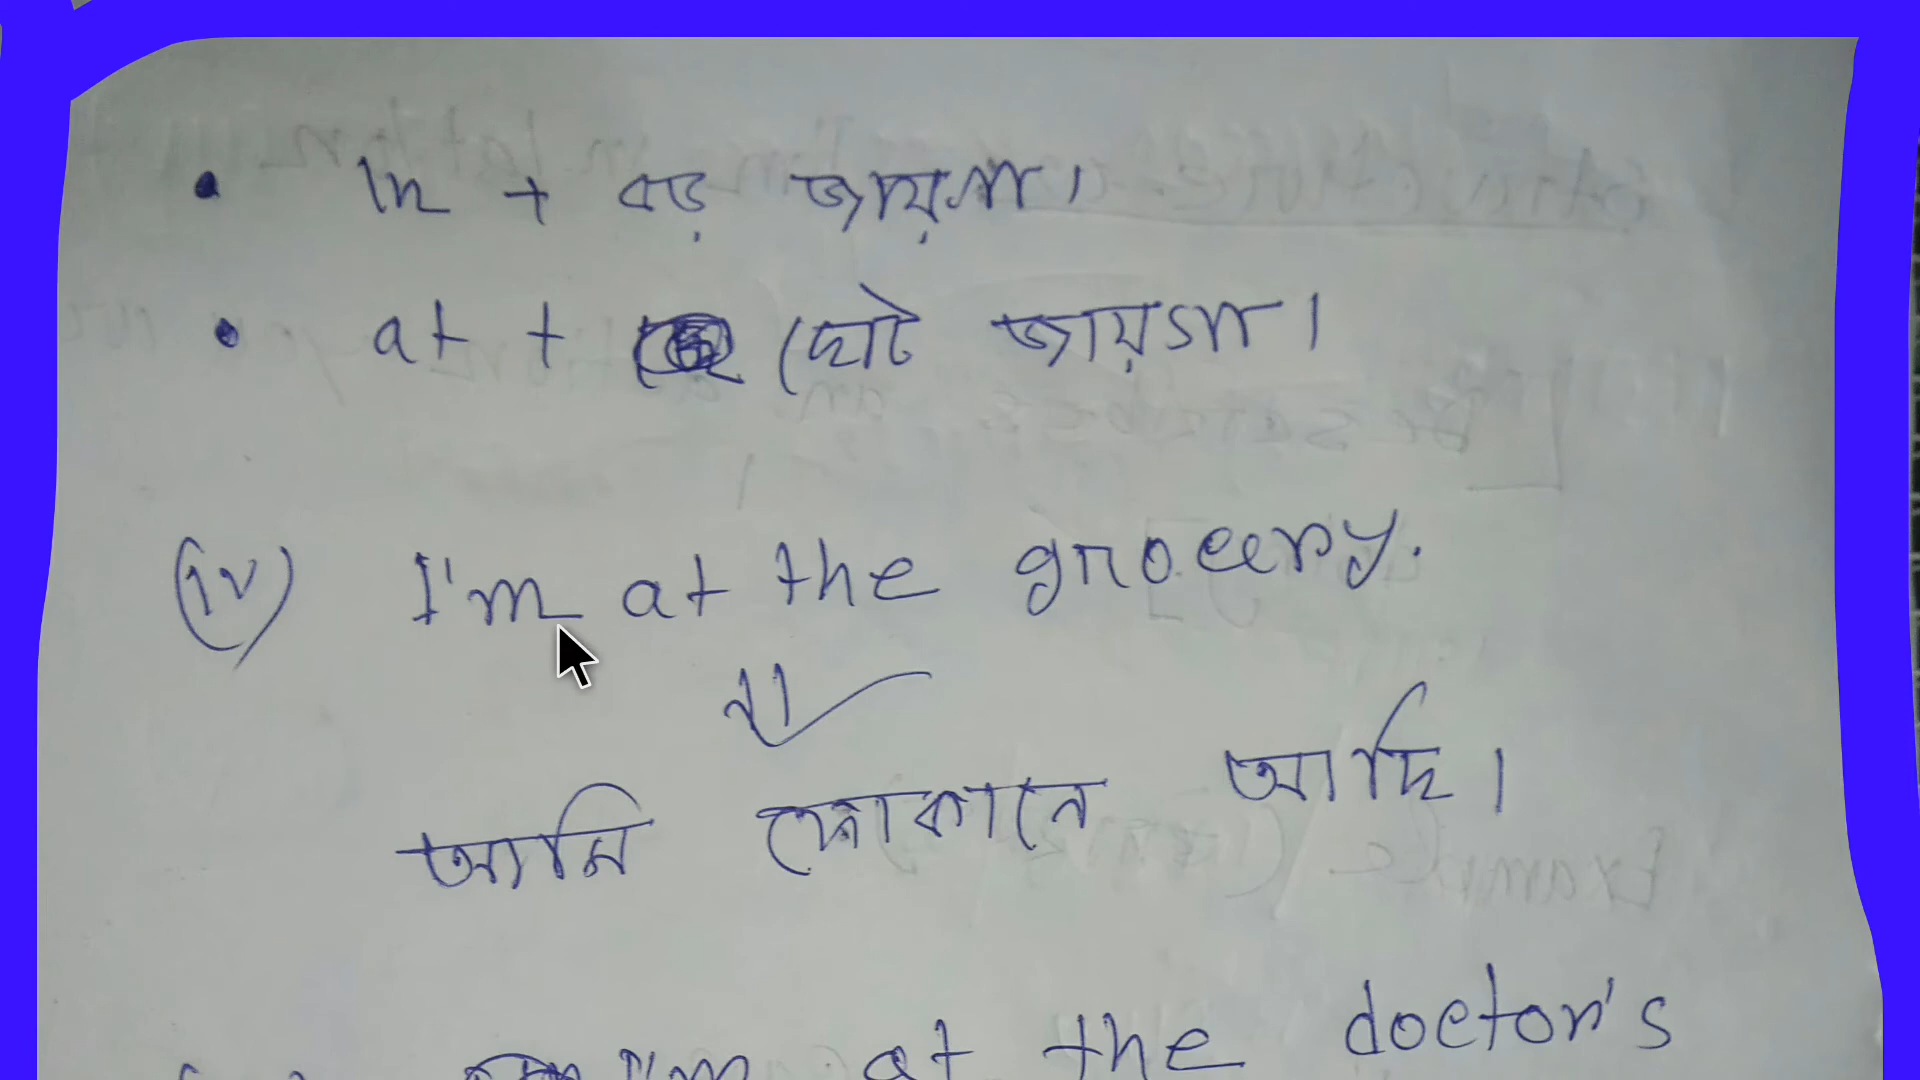 • In + বড় জায়গা।
• at + ছোট জায়গা।
(iv) I'm at the grocery.
আমি দোকানে আছি।
I'm at the doctor's